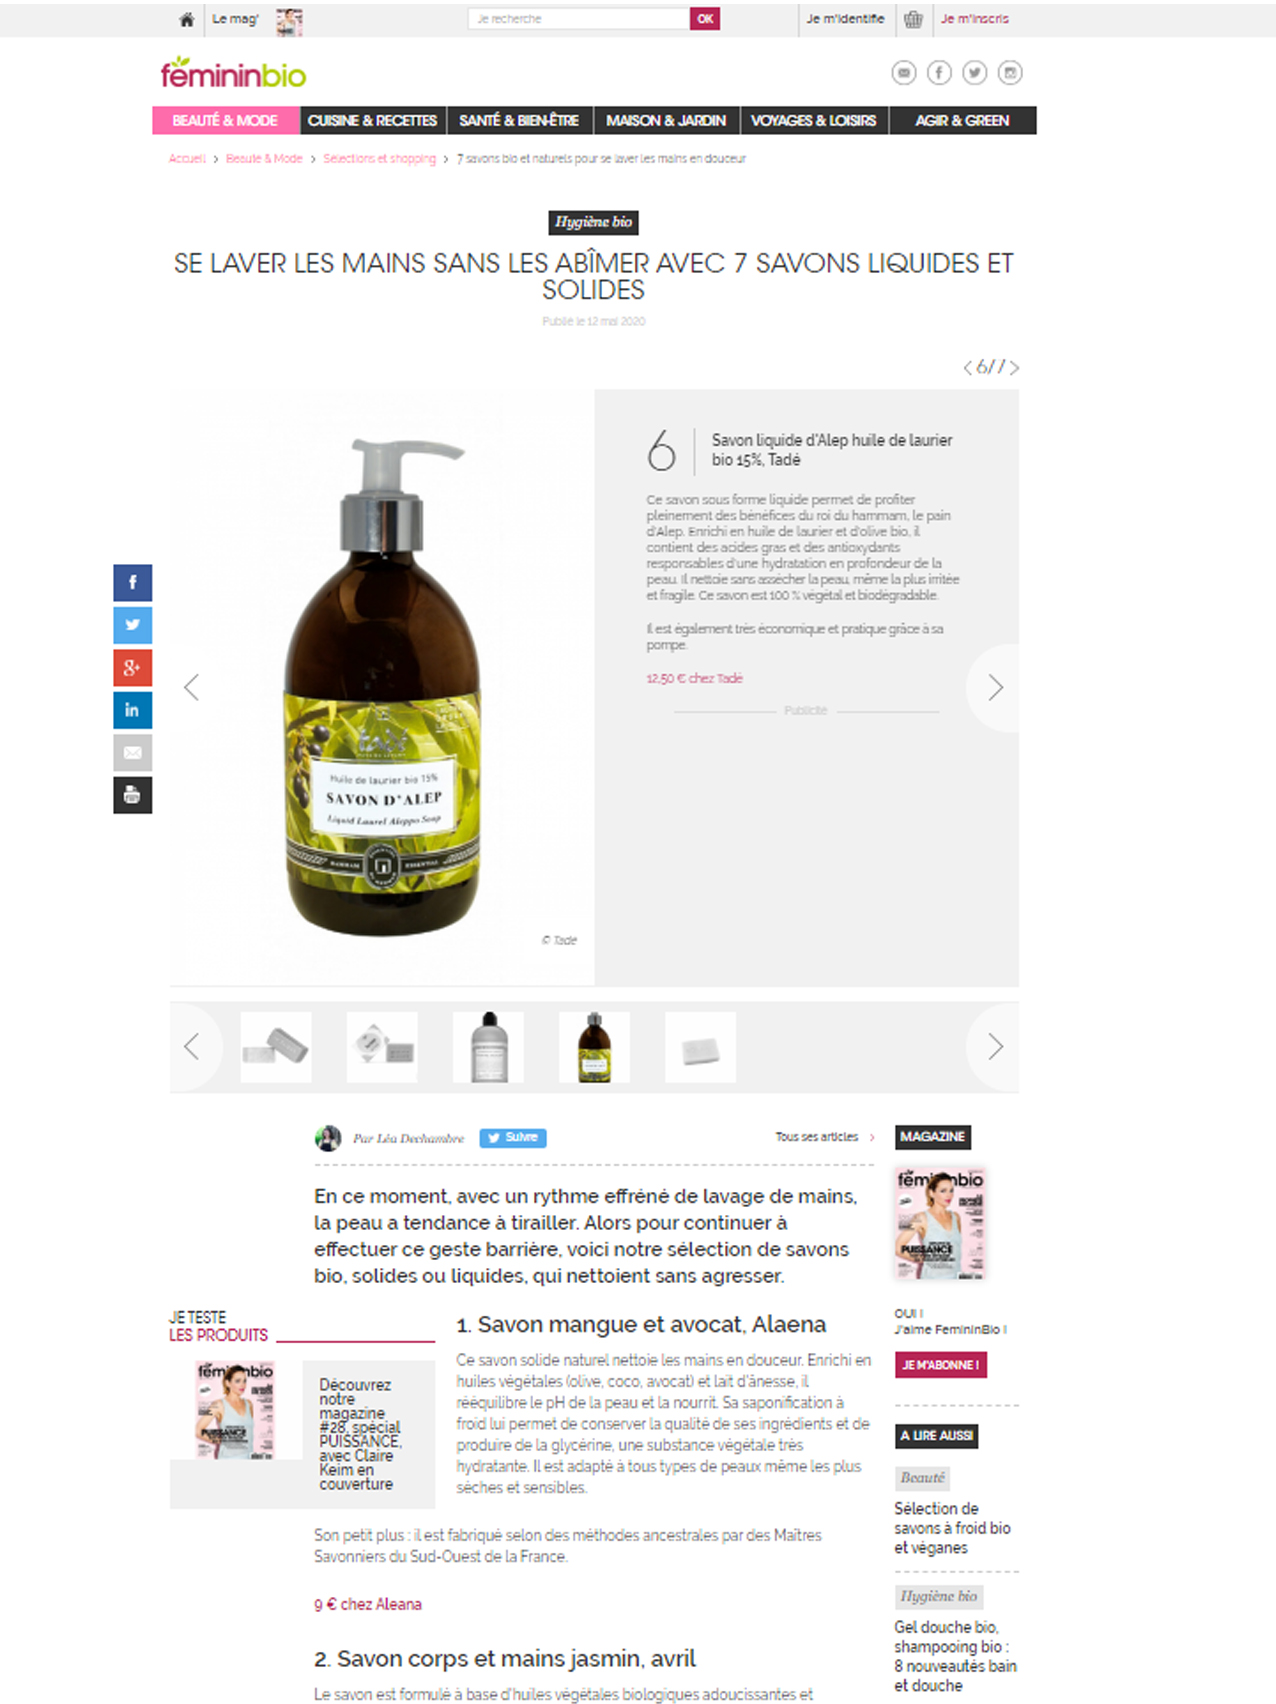 Le mag'
Je recherche
OK
Je m'identifie
Je m'inscris
fémininbio
BEAUTÉ & MODE
CUISINE & RECETTES
SANTÉ & BIEN-ÊTRE
MAISON & JARDIN
VOYAGES & LOISIRS
AGIR & GREEN
Accueil > Beauté & Mode > Sélections et shopping > 7 savons bio et naturels pour se laver les mains en douceur
Hygiène bio
SE LAVER LES MAINS SANS LES ABÎMER AVEC 7 SAVONS LIQUIDES ET
SOLIDES
Publié le 12 mai 2020
< 6/7 >
6
Savon liquide d'Alep huile de laurier
bio 15%, Tadé
Ce savon sous forme liquide permet de profiter
pleinement des bénéfices du roi du hammam, le pain
d'Alep. Enrichi en huile de laurier et d'olive bio, il
contient des acides gras et des antioxydants
responsables d'une hydratation en profondeur de la
peau. Il nettoie sans assécher la peau, même la plus irritée
et fragile. Ce savon est 100 % végétal et biodégradable.
Il est également très économique et pratique grâce à sa
pompe.
12,50 € chez Tadé
Publicité
f
g+
in
Tadé
Huile de laurier bio 15%
SAVON D'ALEP
Liquid Laurel Aleppo Soap
HAMMAM
ESSENTIAL
© Tadé
Par Léa Dechambre
Suivre
Tous ses articles >
En ce moment, avec un rythme effréné de lavage de mains,
la peau a tendance à tirailler. Alors pour continuer à
effectuer ce geste barrière, voici notre sélection de savons
bio, solides ou liquides, qui nettoient sans agresser.
MAGAZINE
fémininbio
PUISSANCE
OUI !
J'aime FemininBio !
JE M'ABONNE !
JE TESTE
LES PRODUITS
fémininbio
PUISSANCE
Découvrez
notre
magazine
#28, spécial
PUISSANCE,
avec Claire
Keim en
couverture
1. Savon mangue et avocat, Alaena
Ce savon solide naturel nettoie les mains en douceur. Enrichi en
huiles végétales (olive, coco, avocat) et lait d'ânesse, il
rééquilibre le pH de la peau et la nourrit. Sa saponification à
froid lui permet de conserver la qualité de ses ingrédients et de
produire de la glycérine, une substance végétale très
hydratante. Il est adapté à tous types de peaux même les plus
sèches et sensibles.
Son petit plus : il est fabriqué selon des méthodes ancestrales par des Maîtres
Savonniers du Sud-Ouest de la France.
9 € chez Aleana
2. Savon corps et mains jasmin, avril
Le savon est formulé à base d'huiles végétales biologiques adoucissantes et
A LIRE AUSSI
Beauté
Sélection de
savons à froid bio
et véganes
Hygiène bio
Gel douche bio,
shampooing bio :
8 nouveautés bain
et douche